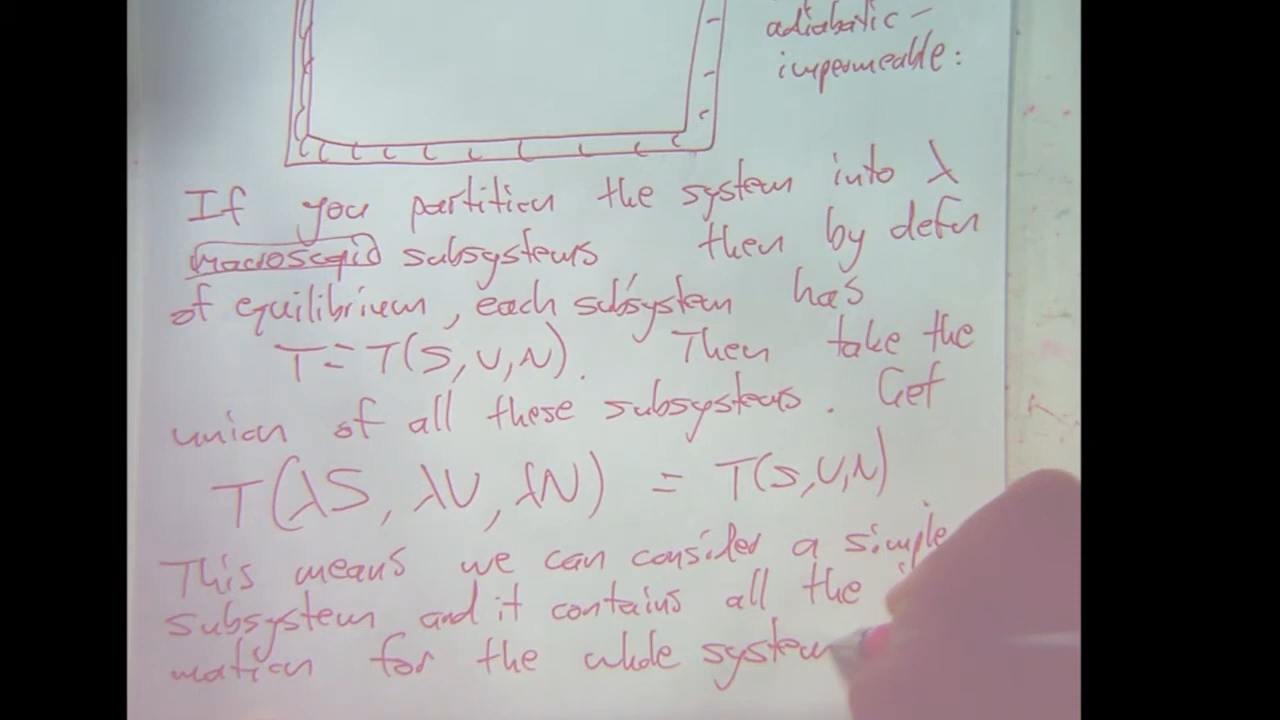 adiabatic -
impermeable:
If you partition the system into λ
macroscopic subsystems then by defn
of equilibrium, each subsystem has
T = T(S, V, N). Then take the
union of all these subsystems. Get
T(λS, λV, λN) = T(S, V, N)
This means we can consider a simple
subsystem and it contains all the
mation for the whole system